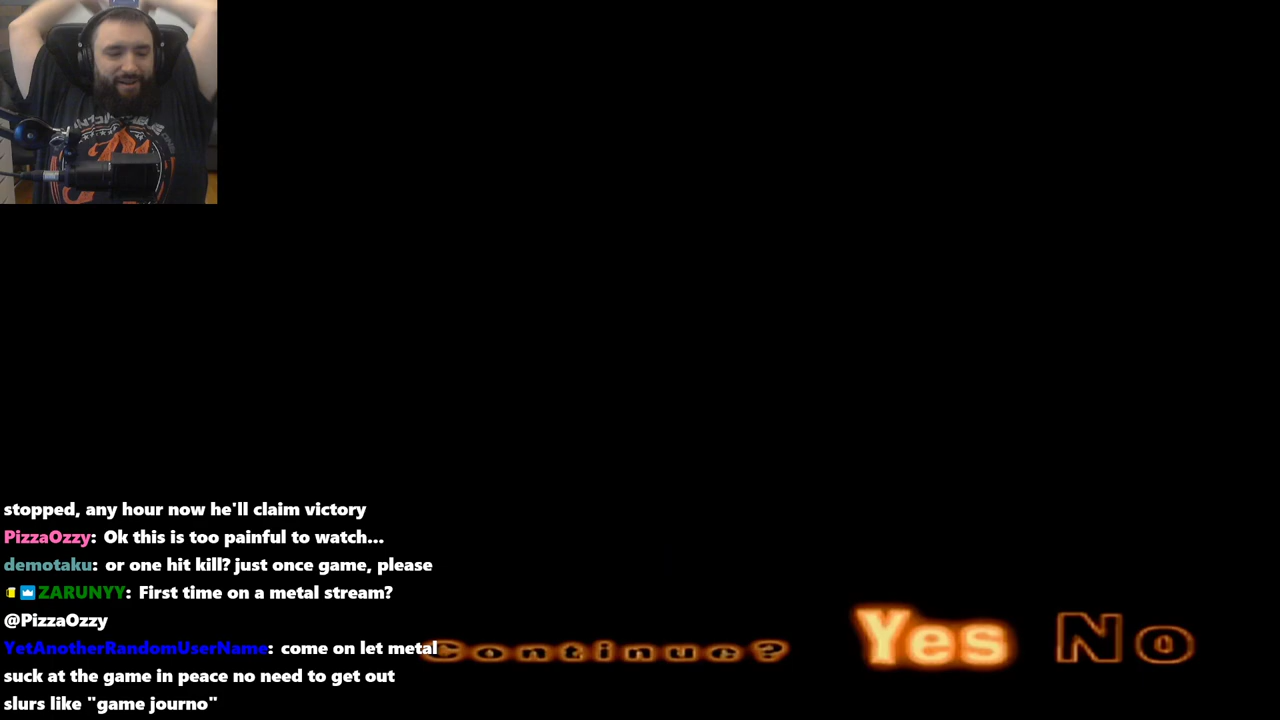 stopped, any hour now he'll claim victory
PizzaOzzy: Ok this is too painful to watch...
demotaku: or one hit kill? just once game, please
ZARUNYY: First time on a metal stream?
@PizzaOzzy
YetAnotherRandomUserName: come on let metal
suck at the game in peace no need to get out
slurs like "game journo"
Continue? Yes No